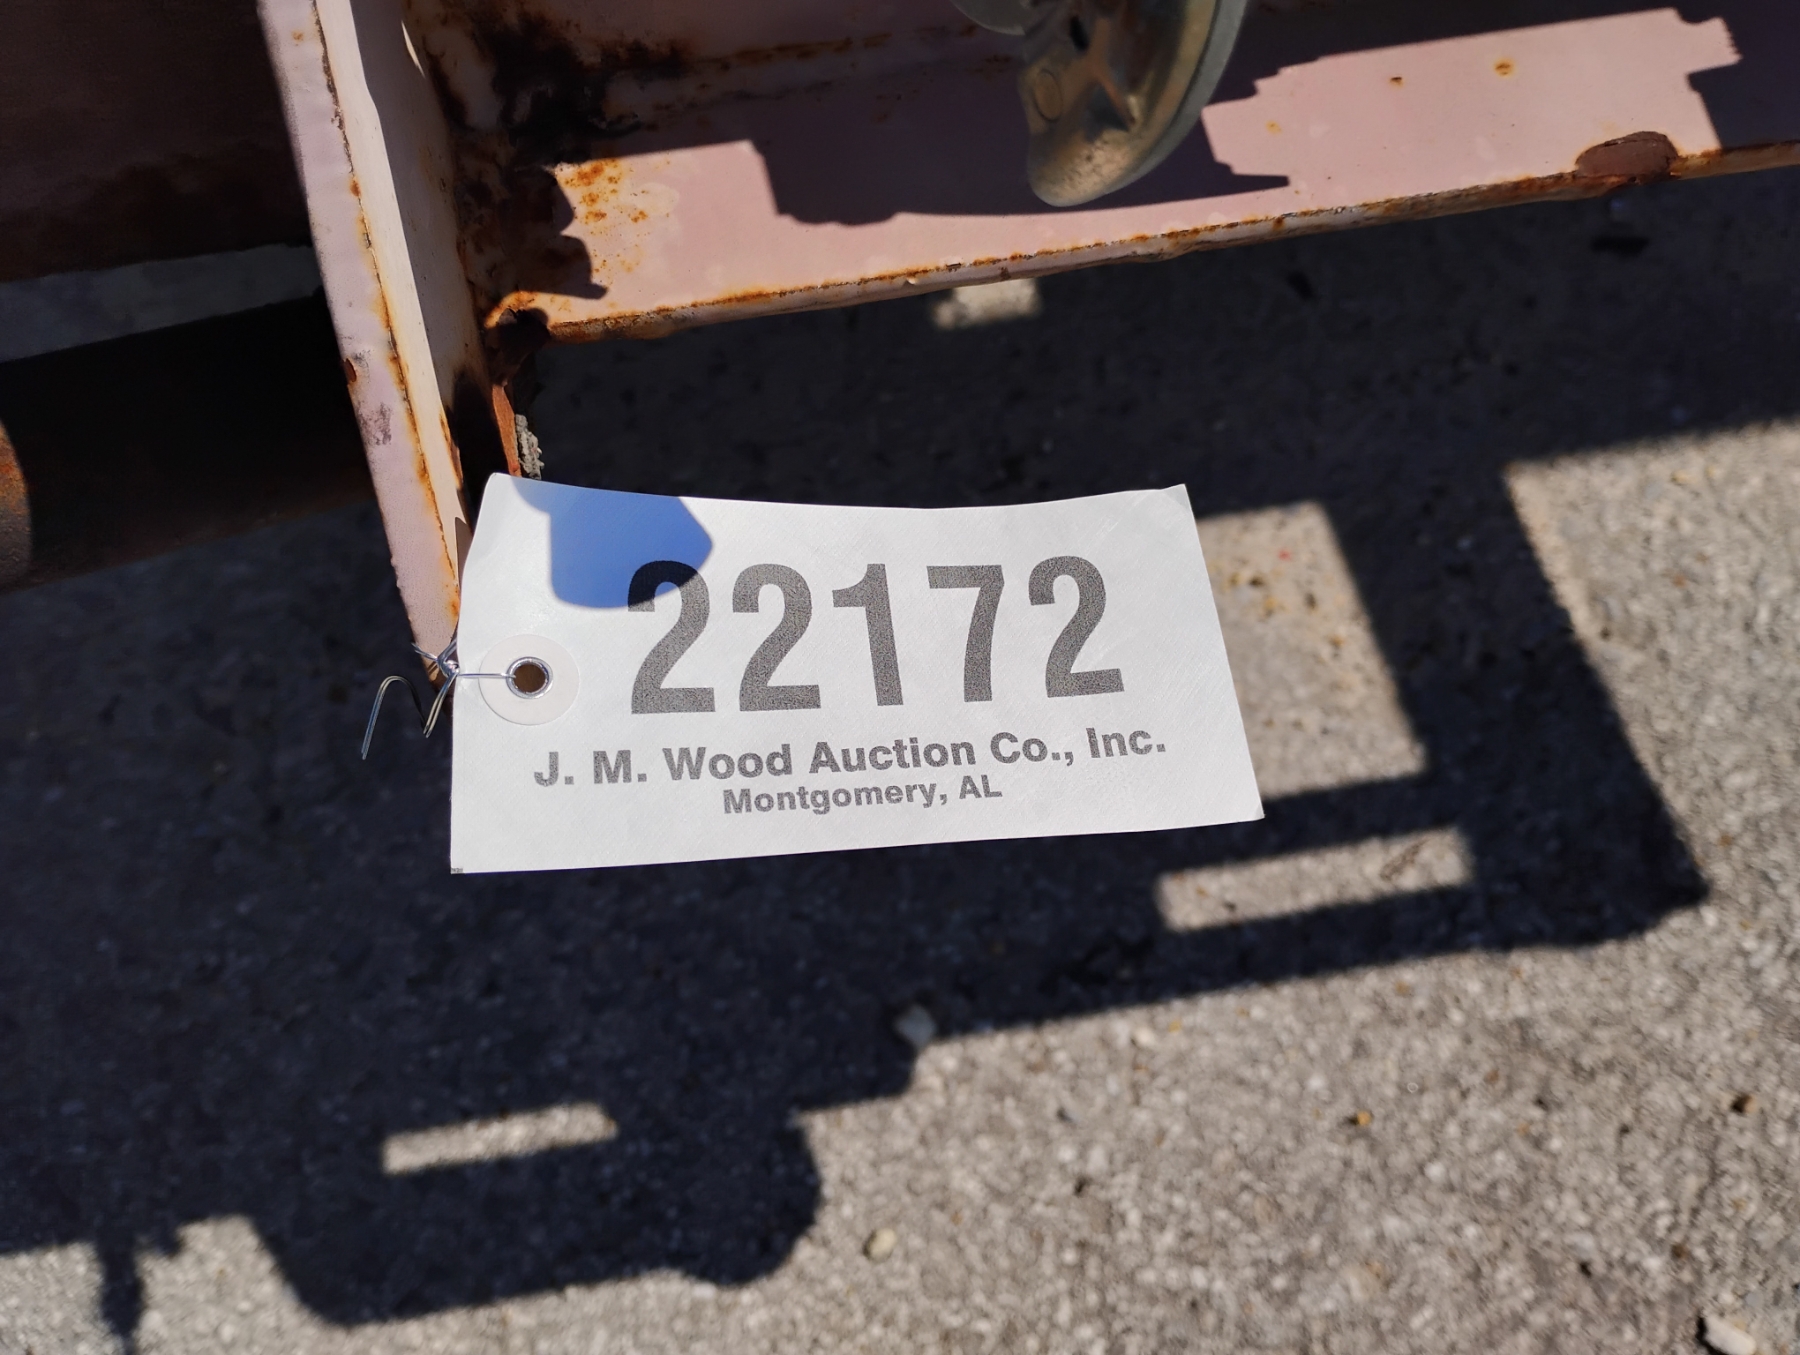 22172
J. M. Wood Auction Co., Inc.
Montgomery, AL